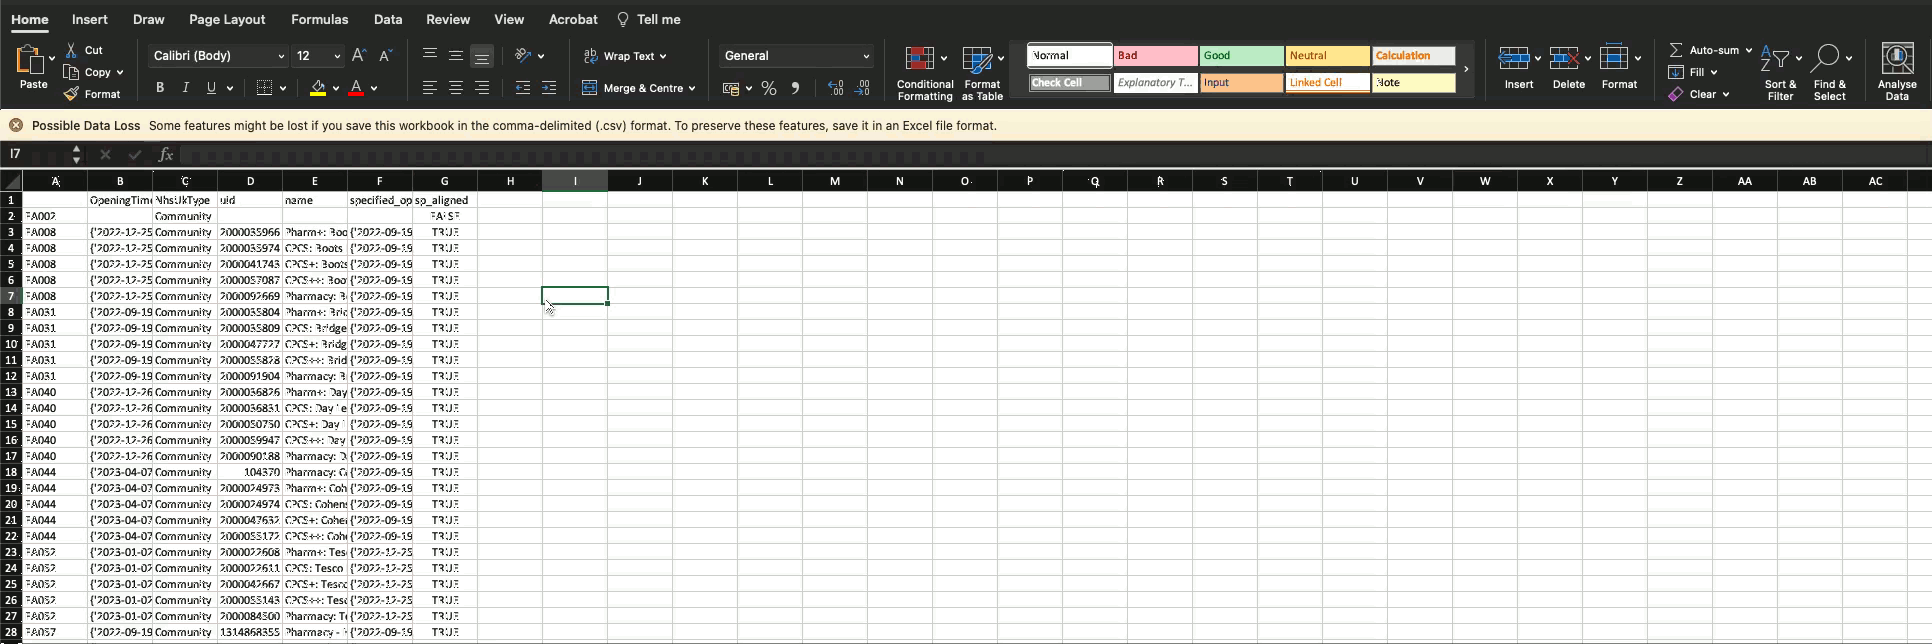 Home Insert Draw Page Layout Formulas Data Review View Acrobat Tell me
Cut
Copy
Format
Paste
Calibri (Body) 12
B I U
Wrap Text
Merge & Centre
General
Conditional Formatting
Format as Table
Normal Bad Good Neutral Calculation
Check Cell Explanatory T... Input Linked Cell Note
Insert Delete Format
Auto-sum
Fill
Clear
Sort & Filter
Find & Select
Analyse Data
Possible Data Loss Some features might be lost if you save this workbook in the comma-delimited (.csv) format. To preserve these features, save it in an Excel file format.
I7 fx
A B C D E F G H I J K L M N O P Q R S T U V W X Y Z AA AB AC
1 OpeningTime NhsUkType uid name specified_op sp_aligned
2 FA002 Community FALSE
3 FA008 {'2022-12-25 Community 2000035966 Pharm+: Boo {'2022-09-19 TRUE
4 FA008 {'2022-12-25 Community 2000035974 CPCS: Boots {'2022-09-19 TRUE
5 FA008 {'2022-12-25 Community 2000041743 CPCS+: Boots {'2022-09-19 TRUE
6 FA008 {'2022-12-25 Community 2000057087 CPCS++: Boo {'2022-09-19 TRUE
7 FA008 {'2022-12-25 Community 2000092669 Pharmacy: B {'2022-09-19 TRUE
8 FA031 {'2022-09-19 Community 2000035804 Pharm+: Brid {'2022-09-19 TRUE
9 FA031 {'2022-09-19 Community 2000035809 CPCS: Bridge {'2022-09-19 TRUE
10 FA031 {'2022-09-19 Community 2000047727 CPCS+: Bridg {'2022-09-19 TRUE
11 FA031 {'2022-09-19 Community 2000055828 CPCS++: Brid {'2022-09-19 TRUE
12 FA031 {'2022-09-19 Community 2000091904 Pharmacy: B {'2022-09-19 TRUE
13 FA040 {'2022-12-26 Community 2000036826 Pharm+: Day {'2022-09-19 TRUE
14 FA040 {'2022-12-26 Community 2000036831 CPCS: Day Le {'2022-09-19 TRUE
15 FA040 {'2022-12-26 Community 2000050750 CPCS+: Day {'2022-09-19 TRUE
16 FA040 {'2022-12-26 Community 2000059947 CPCS++: Day {'2022-09-19 TRUE
17 FA040 {'2022-12-26 Community 2000090188 Pharmacy: D {'2022-09-19 TRUE
18 FA044 {'2023-04-07 Community 104370 Pharmacy: C {'2022-09-19 TRUE
19 FA044 {'2023-04-07 Community 2000024973 Pharm+: Coh {'2022-09-19 TRUE
20 FA044 {'2023-04-07 Community 2000024974 CPCS: Cohens {'2022-09-19 TRUE
21 FA044 {'2023-04-07 Community 2000047632 CPCS+: Cohe {'2022-09-19 TRUE
22 FA044 {'2023-04-07 Community 2000055172 CPCS++: Coh {'2022-09-19 TRUE
23 FA052 {'2023-01-02 Community 2000022608 Pharm+: Tesc {'2022-12-25 TRUE
24 FA052 {'2023-01-02 Community 2000022611 CPCS: Tesco {'2022-12-25 TRUE
25 FA052 {'2023-01-02 Community 2000042667 CPCS+: Tesco {'2022-12-25 TRUE
26 FA052 {'2023-01-02 Community 2000055143 CPCS++: Tesc {'2022-12-25 TRUE
27 FA052 {'2023-01-02 Community 2000084500 Pharmacy: T {'2022-12-25 TRUE
28 FA057 {'2022-09-19 Community 1314868355 Pharmacy - {'2022-09-19 TRUE